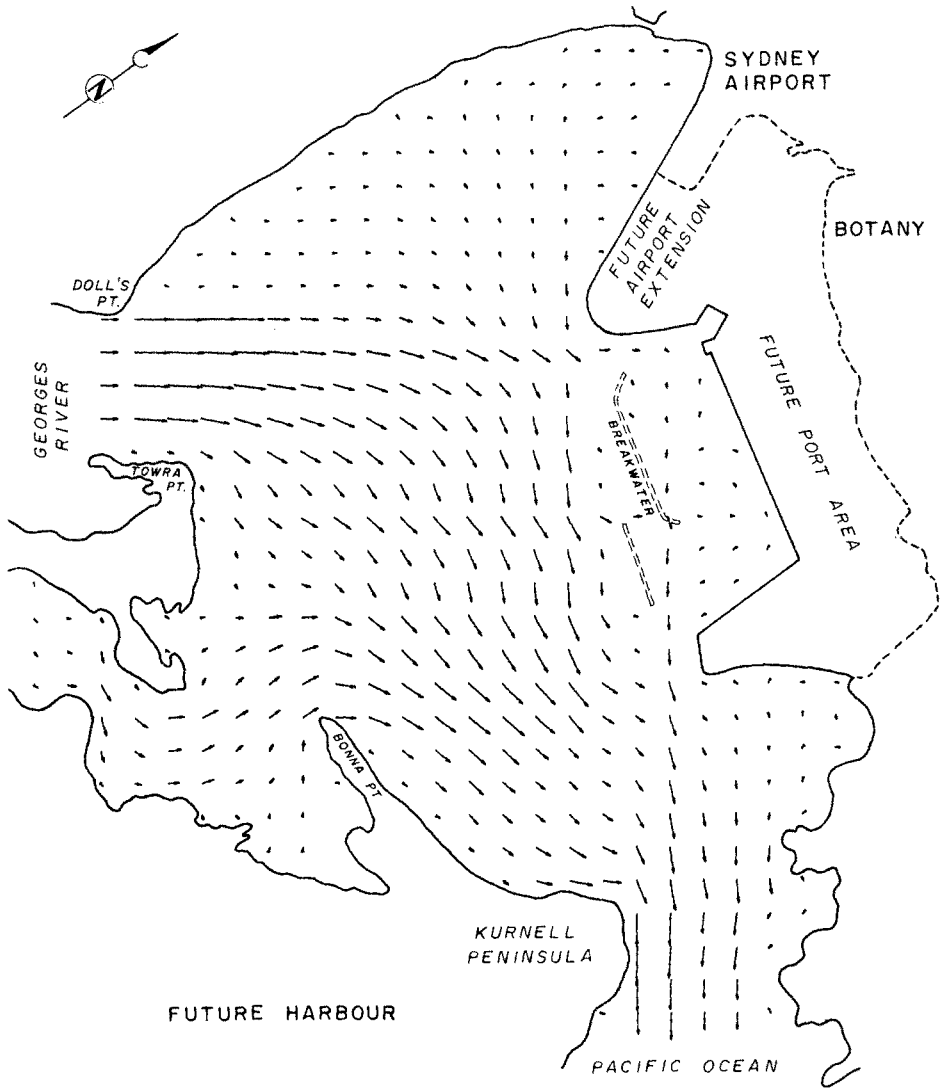 N
SYDNEY
AIRPORT
BOTANY
FUTURE
AIRPORT
EXTENSION
DOLL'S
PT.
FUTURE PORT AREA
GEORGES
RIVER
BREAKWATER
TOWRA
PT.
BONNA PT.
KURNELL
PENINSULA
FUTURE HARBOUR
PACIFIC OCEAN